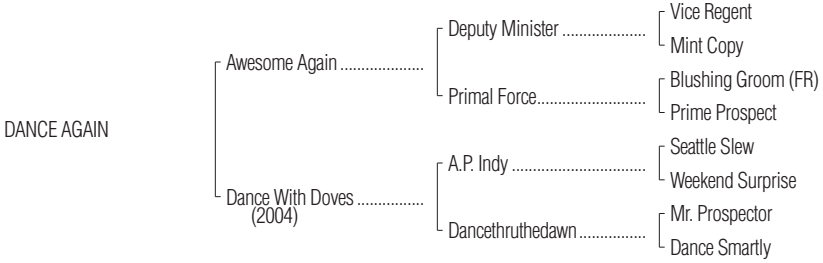 Vice Regent
Deputy Minister ....................
Mint Copy
Awesome Again ....................
Blushing Groom (FR)
Primal Force..........................
Prime Prospect
DANCE AGAIN
Seattle Slew
A.P. Indy ................................
Weekend Surprise
Dance With Doves ................
(2004)
Mr. Prospector
Dancethruthedawn ................
Dance Smartly